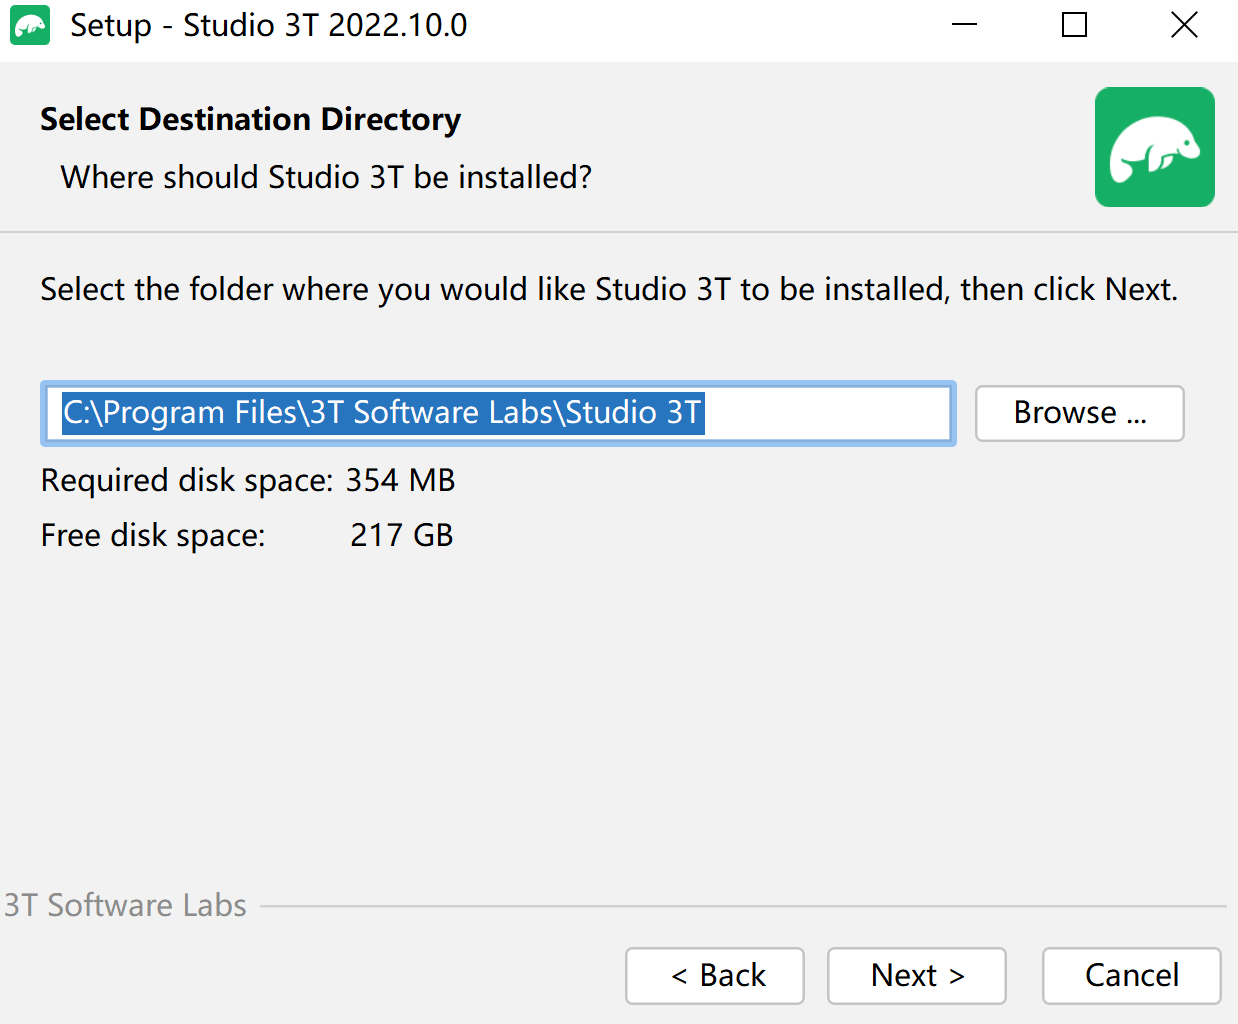 Setup - Studio 3T 2022.10.0
Select Destination Directory
Where should Studio 3T be installed?
Select the folder where you would like Studio 3T to be installed, then click Next.
C:\Program Files\3T Software Labs\Studio 3T
Browse ...
Required disk space: 354 MB
Free disk space: 217 GB
3T Software Labs
< Back
Next >
Cancel